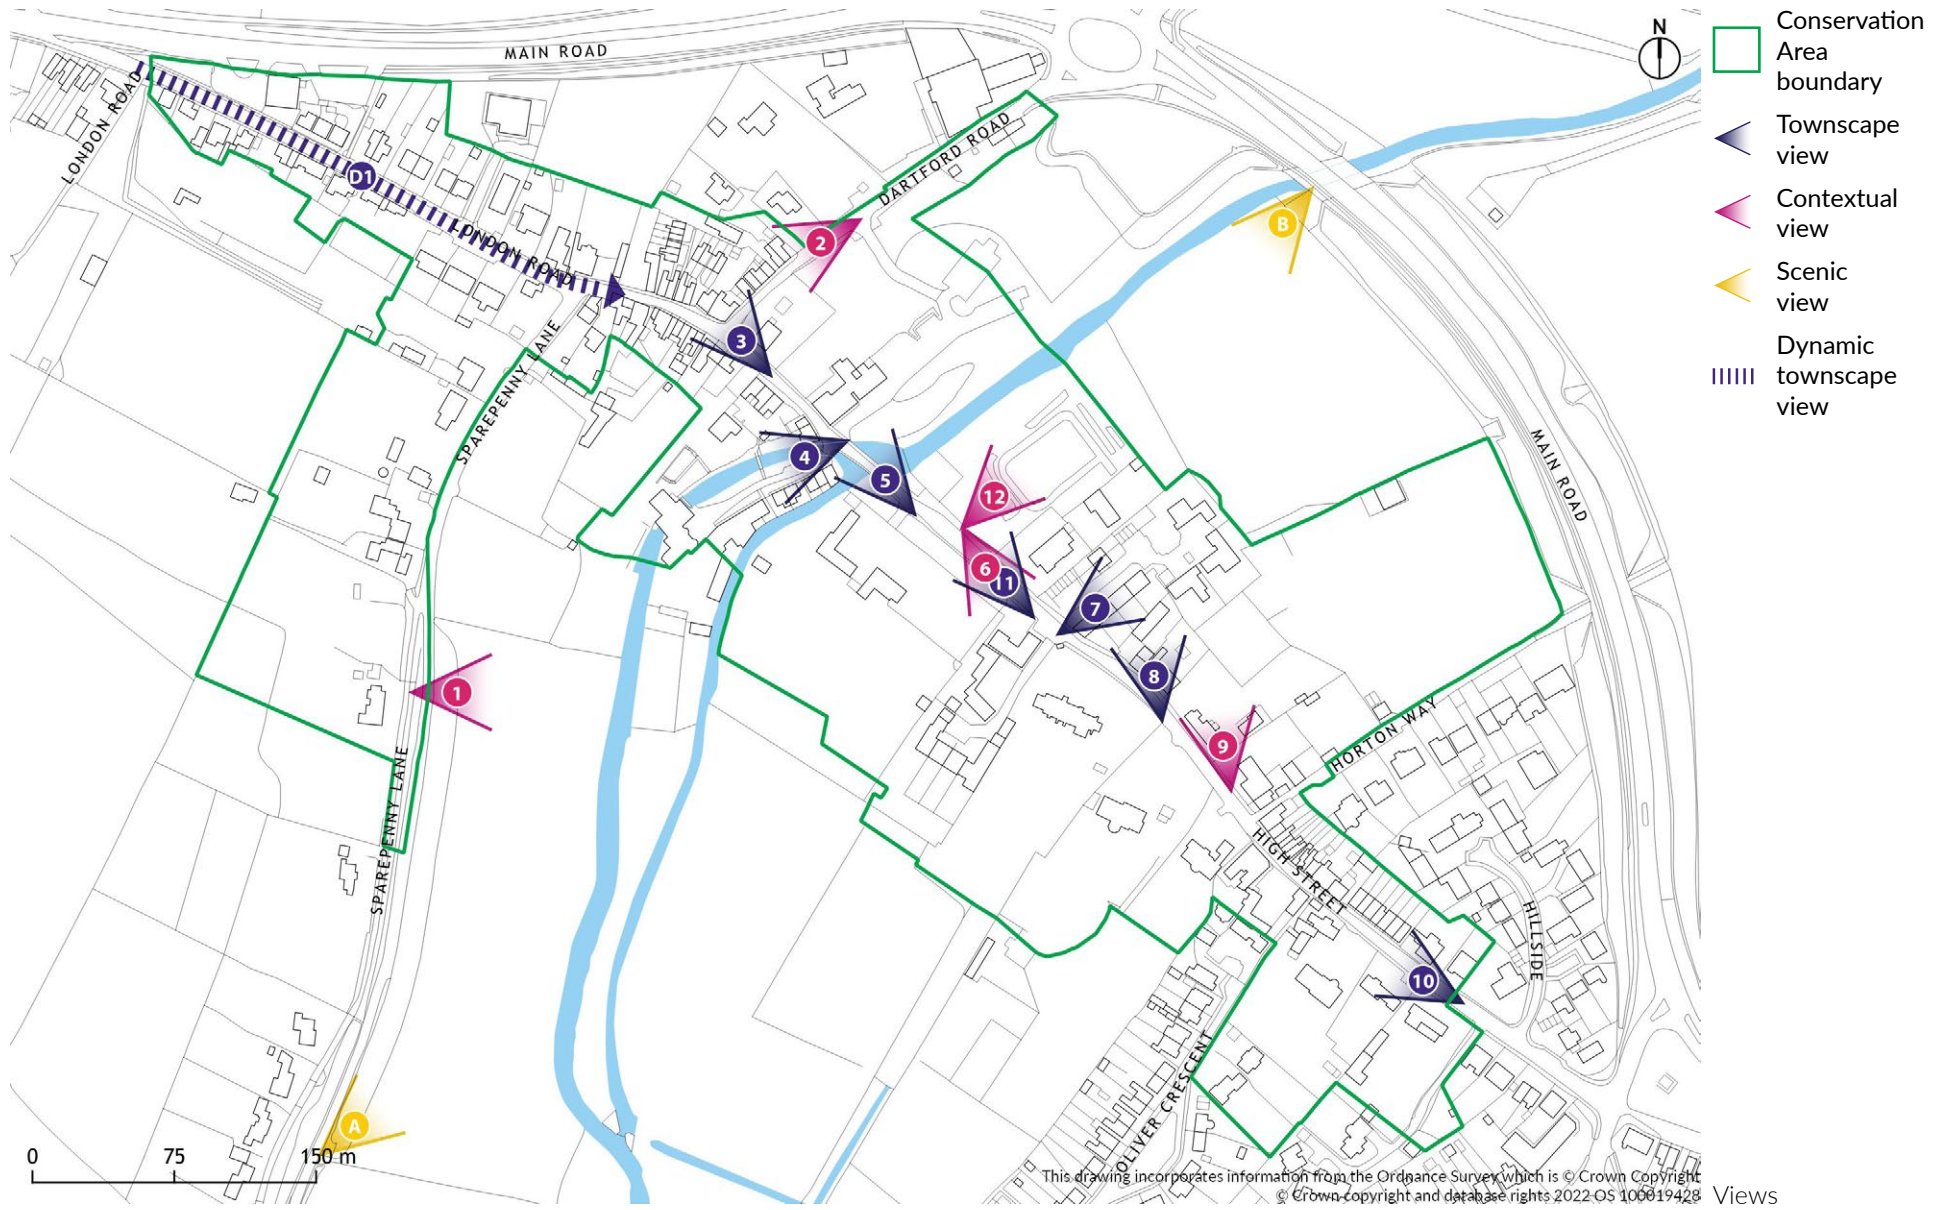 MAIN ROAD
N
LONDON ROAD
D1
LONDON ROAD
DARTFORD ROAD
2
B
3
SPAREPENNY LANE
4
5
12
6
11
7
8
1
9
MAIN ROAD
HORTON WAY
SPAREPENNY LANE
HIGH STREET
HILLSIDE
10
OLIVER CRESCENT
A
0 75 150 m
This drawing incorporates information from the Ordnance Survey which is © Crown Copyright
© Crown copyright and database rights 2022 OS 100019428
Conservation
Area
boundary
Townscape
view
Contextual
view
Scenic
view
Dynamic
townscape
view
Views